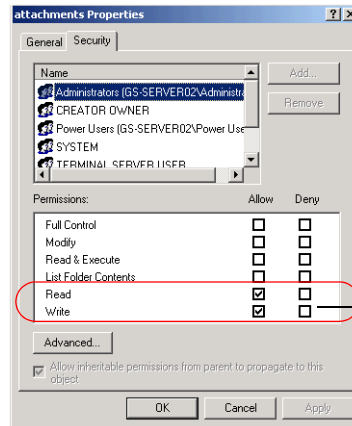 attachments Properties
General Security
Name
Administrators (GS-SERVER02\Administra
CREATOR OWNER
Power Users (GS-SERVER02\Power Use
SYSTEM
TERMINAL SERVER USER
Add...
Remove
Permissions: Allow Deny
Full Control
Modify
Read & Execute
List Folder Contents
Read
Write
Advanced...
Allow inheritable permissions from parent to propagate to this
object
OK Cancel Apply